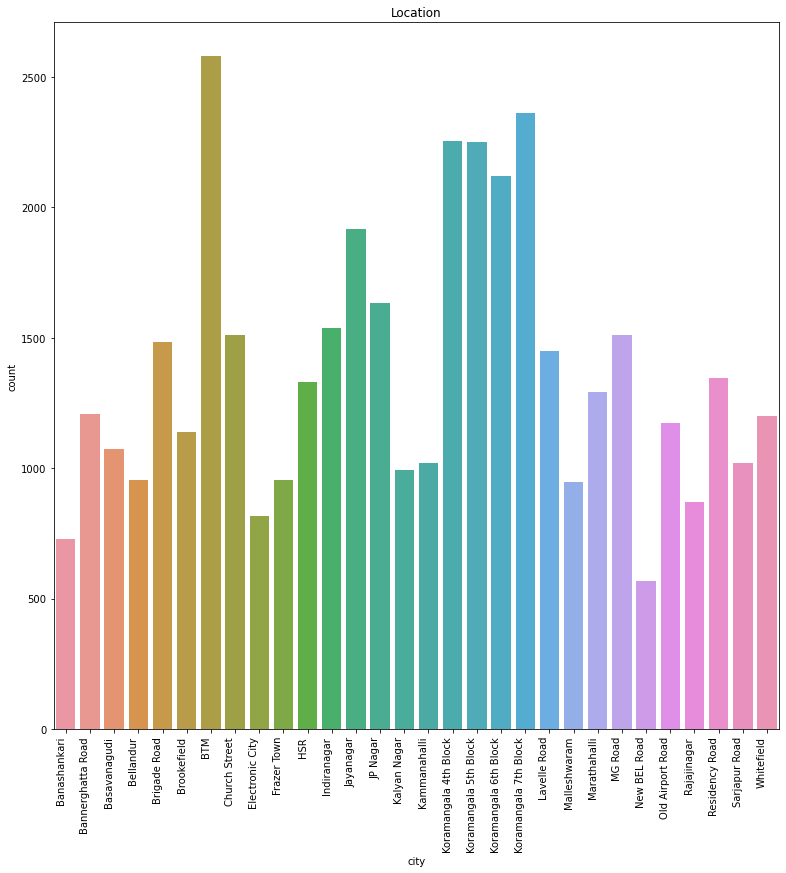 Location
count
2500
2000
1500
1000
500
0
Banashankari
Bannerghatta Road
Basavanagudi
Bellandur
Brigade Road
Brookefield
BTM
Church Street
Electronic City
Frazer Town
HSR
Indiranagar
Jayanagar
JP Nagar
Kalyan Nagar
Kammanahalli
Koramangala 4th Block
Koramangala 5th Block
Koramangala 6th Block
Koramangala 7th Block
Lavelle Road
Malleshwaram
Marathahalli
MG Road
New BEL Road
Old Airport Road
Rajajinagar
Residency Road
Sarjapur Road
Whitefield
city